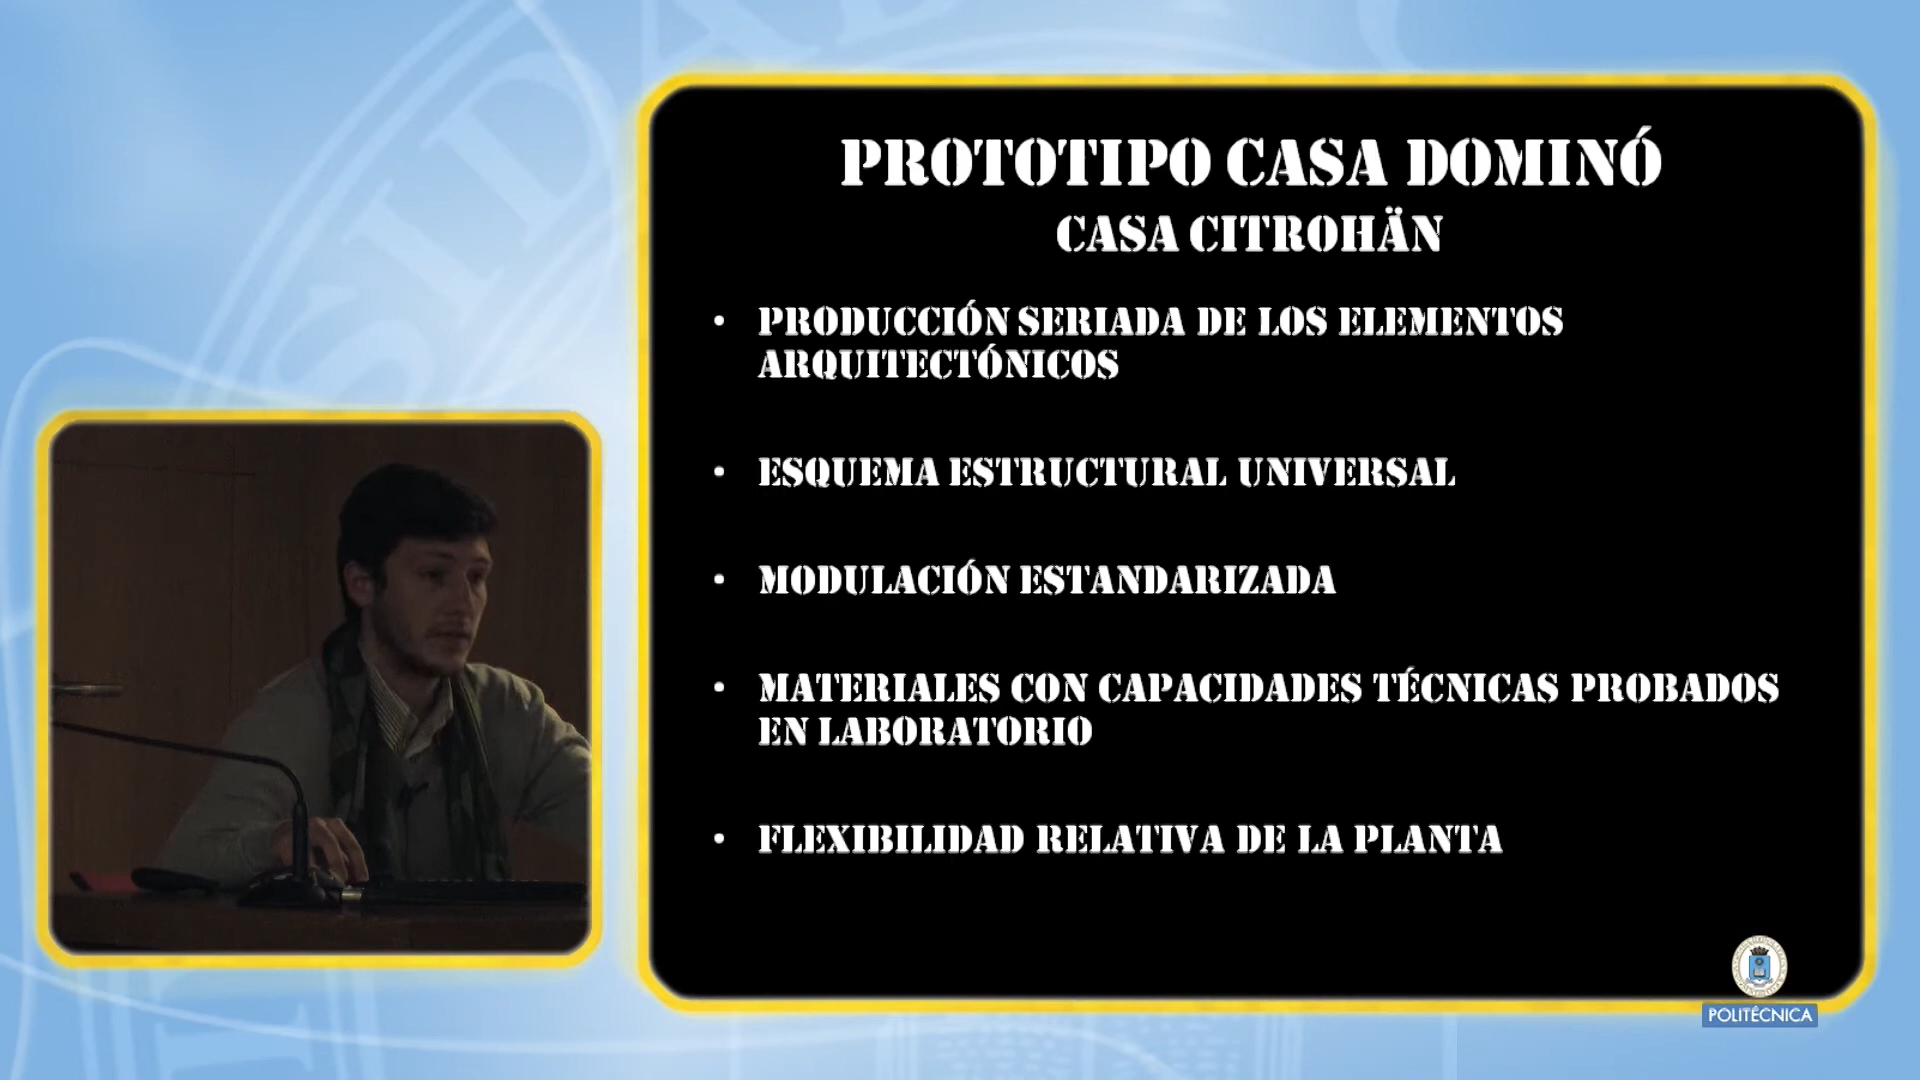 PROTOTIPO CASA DOMINÓ
CASA CITROHÄN
• PRODUCCIÓN SERIADA DE LOS ELEMENTOS
ARQUITECTÓNICOS
• ESQUEMA ESTRUCTURAL UNIVERSAL
• MODULACIÓN ESTANDARIZADA
• MATERIALES CON CAPACIDADES TÉCNICAS PROBADOS
EN LABORATORIO
• FLEXIBILIDAD RELATIVA DE LA PLANTA
POLITÉCNICA